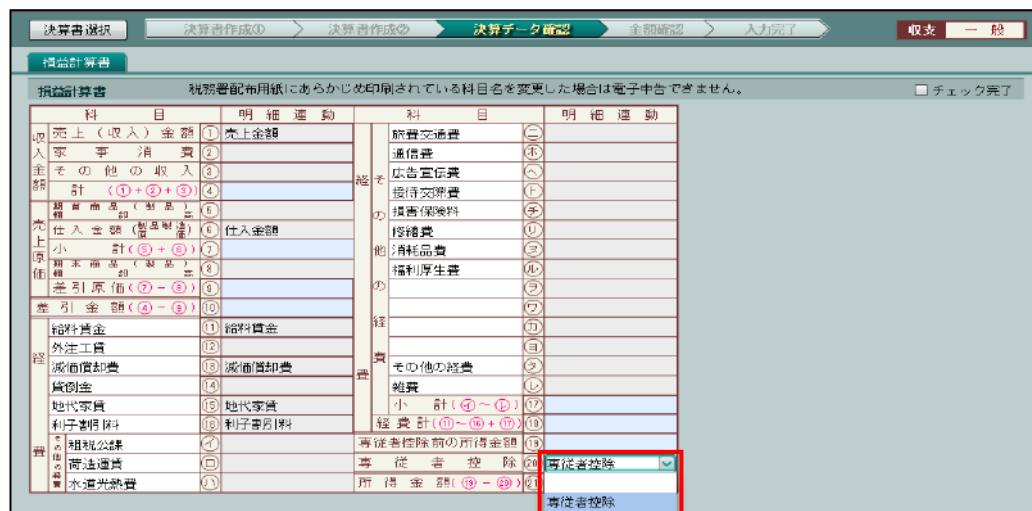 決算書選択 決算書作成① 決算書作成② 決算データ確認 金額確認 入力完了 収支 一 般
損益計算書
損益計算書 税務署配布用紙にあらかじめ印刷されている科目名を変更した場合は電子申告できません。 チェック完了
科 目 明 細 連 動 科 目 明 細 連 動
収入金額
売上(収入)金額 ① 売上金額
家 事 消 費 ②
そ の 他 の 収 入 ③
計 (①+②+③) ④
売上原価
期首商品(製品)棚卸高 ⑤
仕入金額(製品製造原価) ⑥ 仕入金額
小 計(⑤+⑥) ⑦
期末商品(製品)棚卸高 ⑧
差引原価(⑦-⑧) ⑨
差 引 金 額(④-⑨) ⑩
経 費
給料賃金 ⑪ 給料賃金
外注工賃 ⑫
減価償却費 ⑬ 減価償却費
貸倒金 ⑭
地代家賃 ⑮ 地代家賃
利子割引料 ⑯ 利子割引料
その他の経費
租税公課 ㋑
荷造運賃 ㋺
水道光熱費 ㋩
経 費
その他の経費
旅費交通費 ㋥
通信費 ㋭
広告宣伝費 ㋬
接待交際費 ㋣
損害保険料 ㋠
修繕費 ㋷
消耗品費 ㋦
福利厚生費 ㋸
㋾
㋻
㋕
㋵
その他の経費 ㋟
雑費 ㋹
小 計(㋑~㋹) ⑰
経 費 計(⑪~⑯+⑰) ⑱
専従者控除前の所得金額 ⑲
専 従 者 控 除 ⑳ 専従者控除
所 得 金 額(⑲-⑳) ㉑
専従者控除